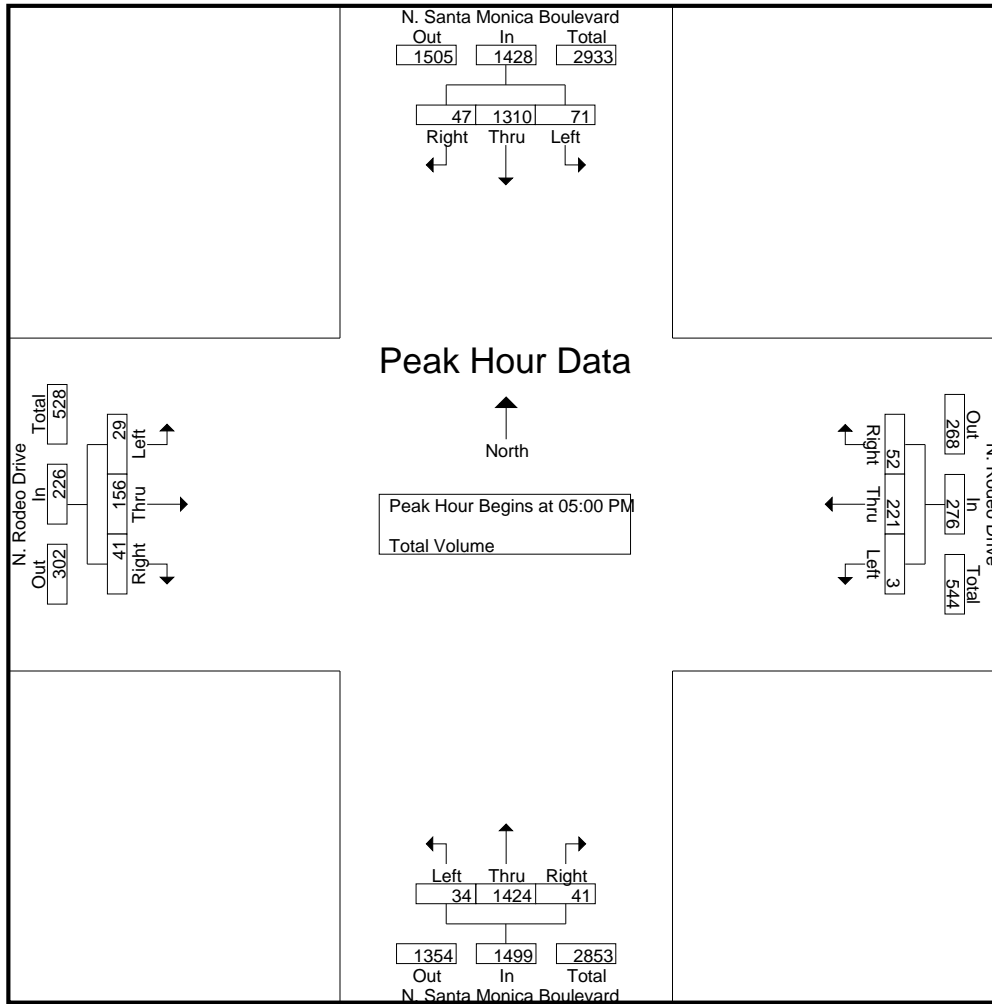 N. Santa Monica Boulevard
Out In Total
1505 1428 2933
47 1310 71
Right Thru Left
Peak Hour Data
North
Peak Hour Begins at 05:00 PM
Total Volume
N. Rodeo Drive
Out In Total
302 226 528
41 156 29
Right Thru Left
N. Rodeo Drive
Out In Total
268 276 544
52 221 3
Right Thru Left
Left Thru Right
34 1424 41
1354 1499 2853
Out In Total
N. Santa Monica Boulevard